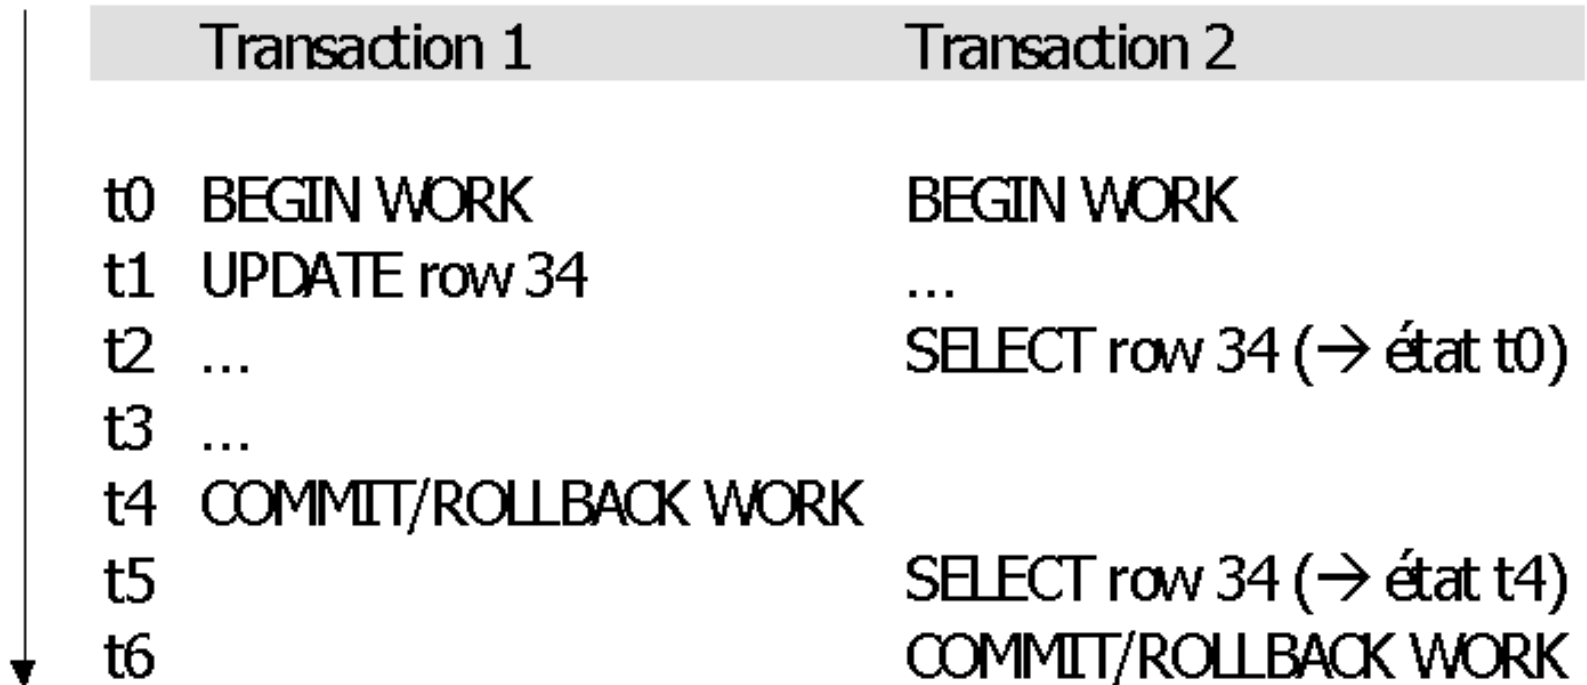 Transaction 1 Transaction 2
t0 BEGIN WORK BEGIN WORK
t1 UPDATE row 34 ...
t2 ... SELECT row 34 (→ état t0)
t3 ...
t4 COMMIT/ROLLBACK WORK
t5 SELECT row 34 (→ état t4)
t6 COMMIT/ROLLBACK WORK